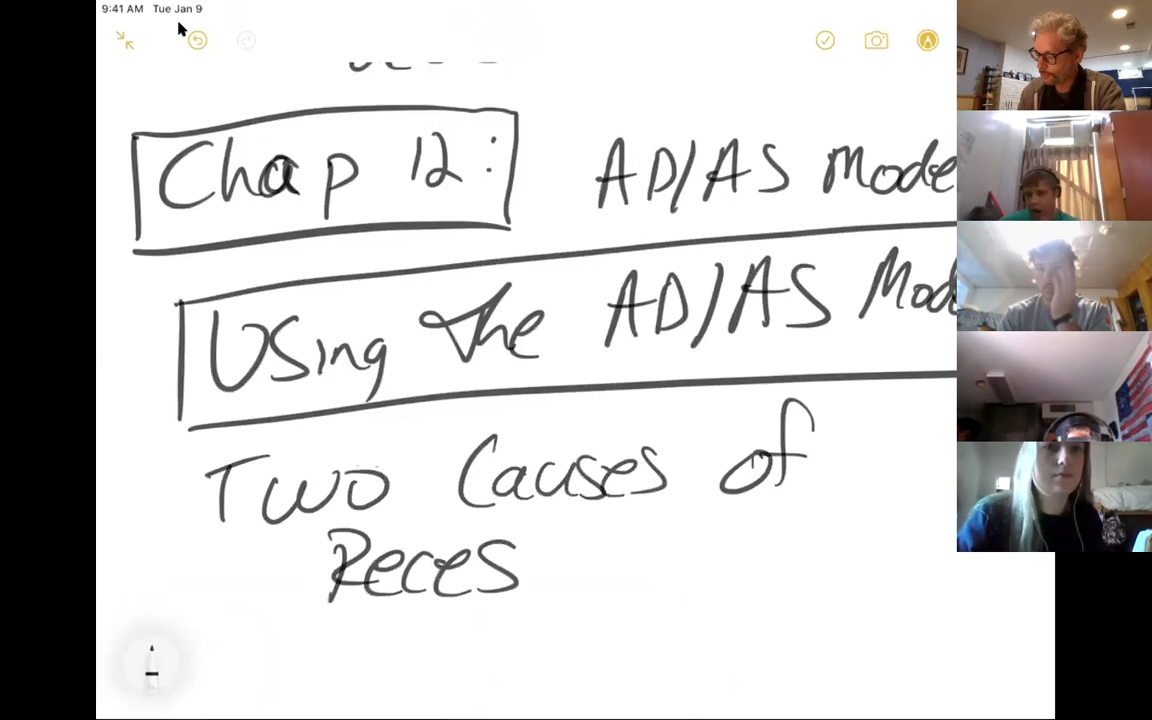 9:41 AM Tue Jan 9
Chap 12: AD/AS Mode
Using the AD/AS Mod
Two Causes of
Reces